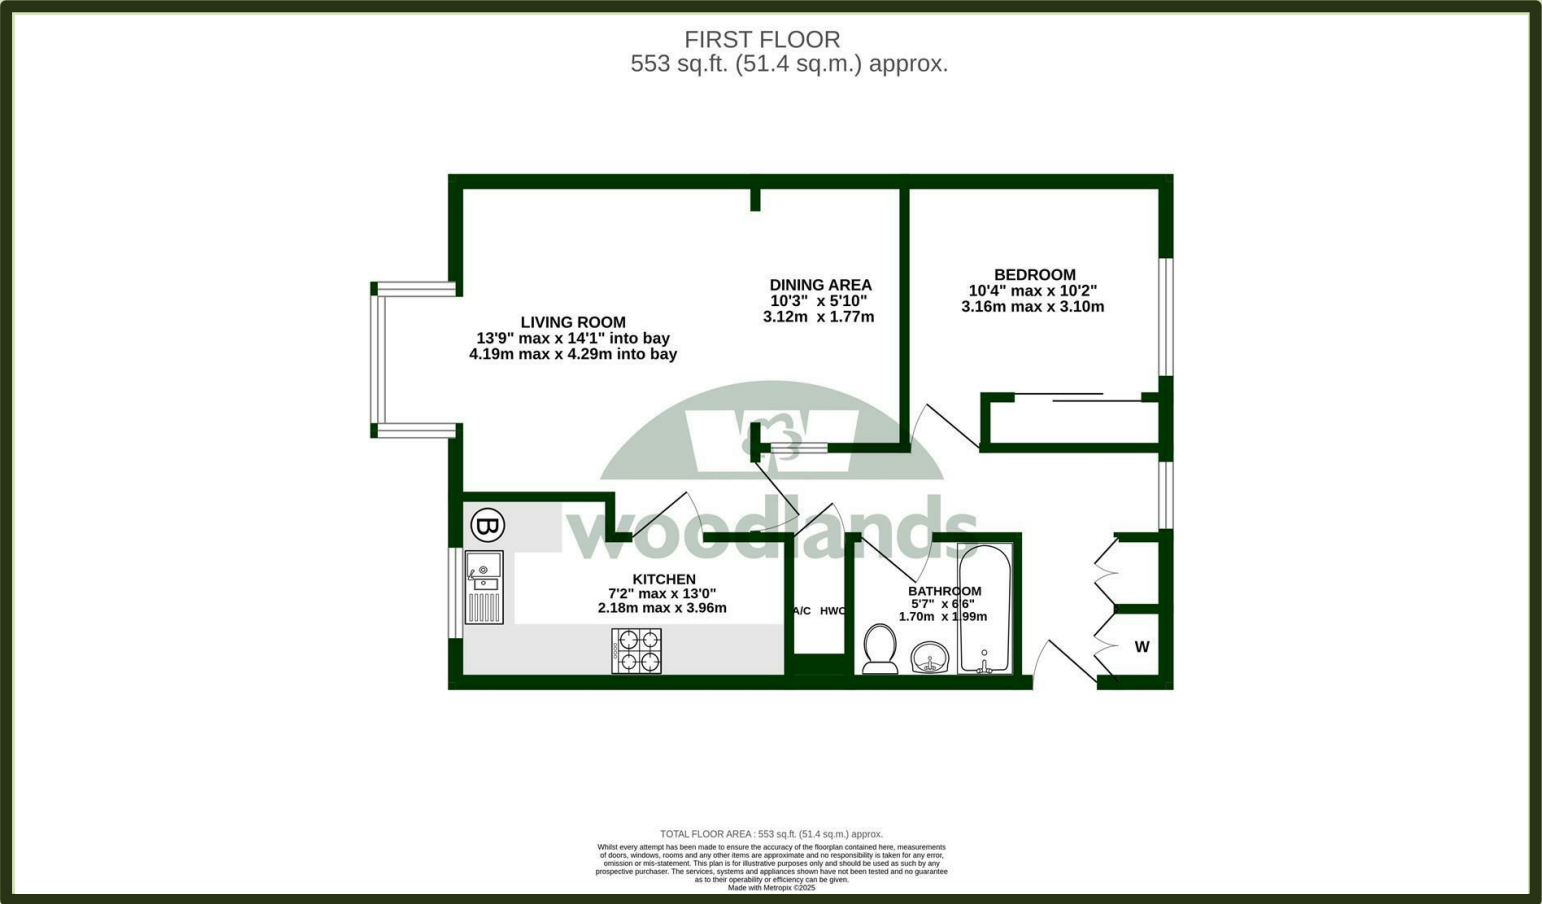 FIRST FLOOR
553 sq.ft. (51.4 sq.m.) approx.
DINING AREA
10'3"  x 5'10"
3.12m  x 1.77m
BEDROOM
10'4" max x 10'2"
3.16m max x 3.10m
LIVING ROOM
13'9" max x 14'1" into bay
4.19m max x 4.29m into bay
woodlands
B
KITCHEN
7'2" max x 13'0"
2.18m max x 3.96m
A/C HWC
BATHROOM
5'7"  x 6'6"
1.70m  x 1.99m
W
TOTAL FLOOR AREA : 553 sq.ft. (51.4 sq.m.) approx.
Whilst every attempt has been made to ensure the accuracy of the floorplan contained here, measurements
of doors, windows, rooms and any other items are approximate and no responsibility is taken for any error,
omission or mis-statement. This plan is for illustrative purposes only and should be used as such by any
prospective purchaser. The services, systems and appliances shown have not been tested and no guarantee
as to their operability or efficiency can be given.
Made with Metropix ©2025